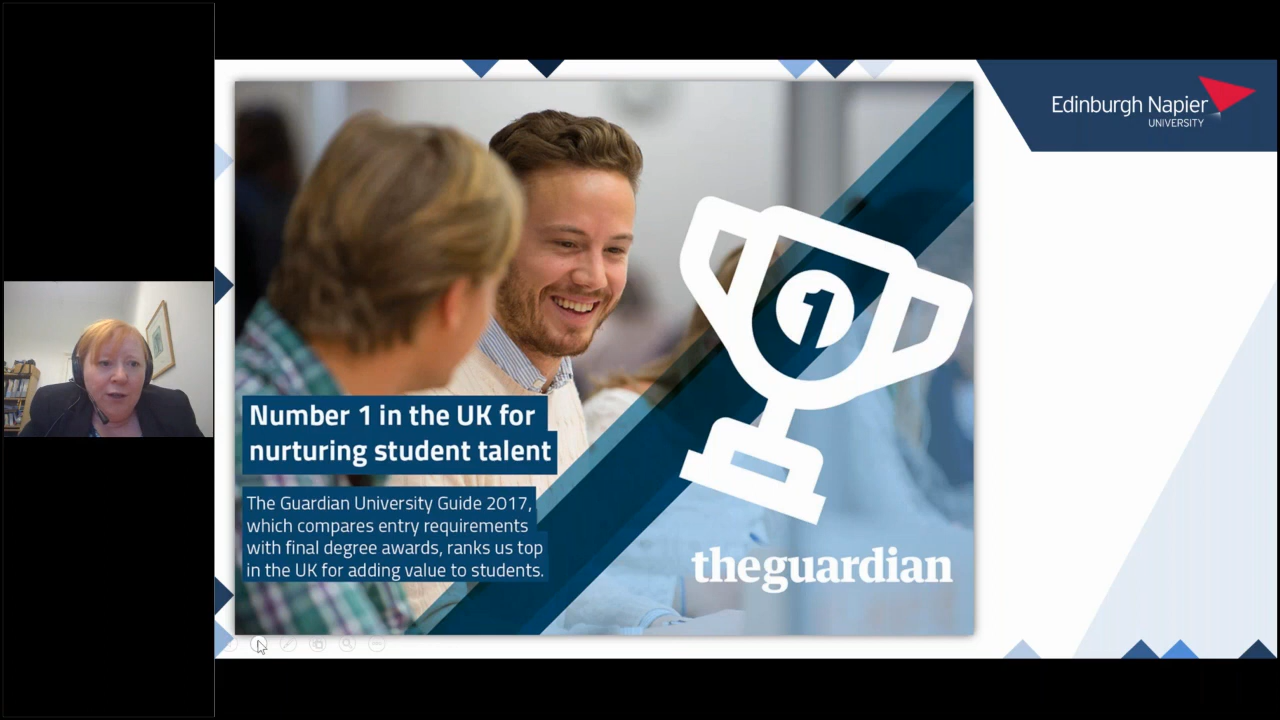 Edinburgh Napier
UNIVERSITY
1
Number 1 in the UK for
nurturing student talent
The Guardian University Guide 2017,
which compares entry requirements
with final degree awards, ranks us top
in the UK for adding value to students.
theguardian